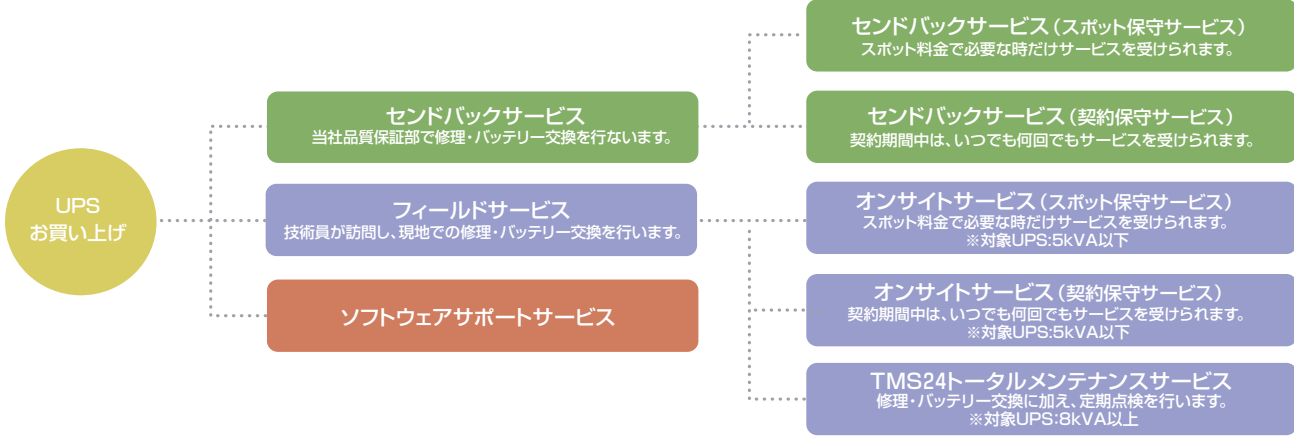 UPS
お買い上げ
センドバックサービス
当社品質保証部で修理・バッテリー交換を行ないます。
フィールドサービス
技術員が訪問し、現地での修理・バッテリー交換を行います。
ソフトウェアサポートサービス
センドバックサービス（スポット保守サービス）
スポット料金で必要な時だけサービスを受けられます。
センドバックサービス（契約保守サービス）
契約期間中は、いつでも何回でもサービスを受けられます。
オンサイトサービス（スポット保守サービス）
スポット料金で必要な時だけサービスを受けられます。
※対象UPS:5kVA以下
オンサイトサービス（契約保守サービス）
契約期間中は、いつでも何回でもサービスを受けられます。
※対象UPS:5kVA以下
TMS24トータルメンテナンスサービス
修理・バッテリー交換に加え、定期点検を行います。
※対象UPS:8kVA以上